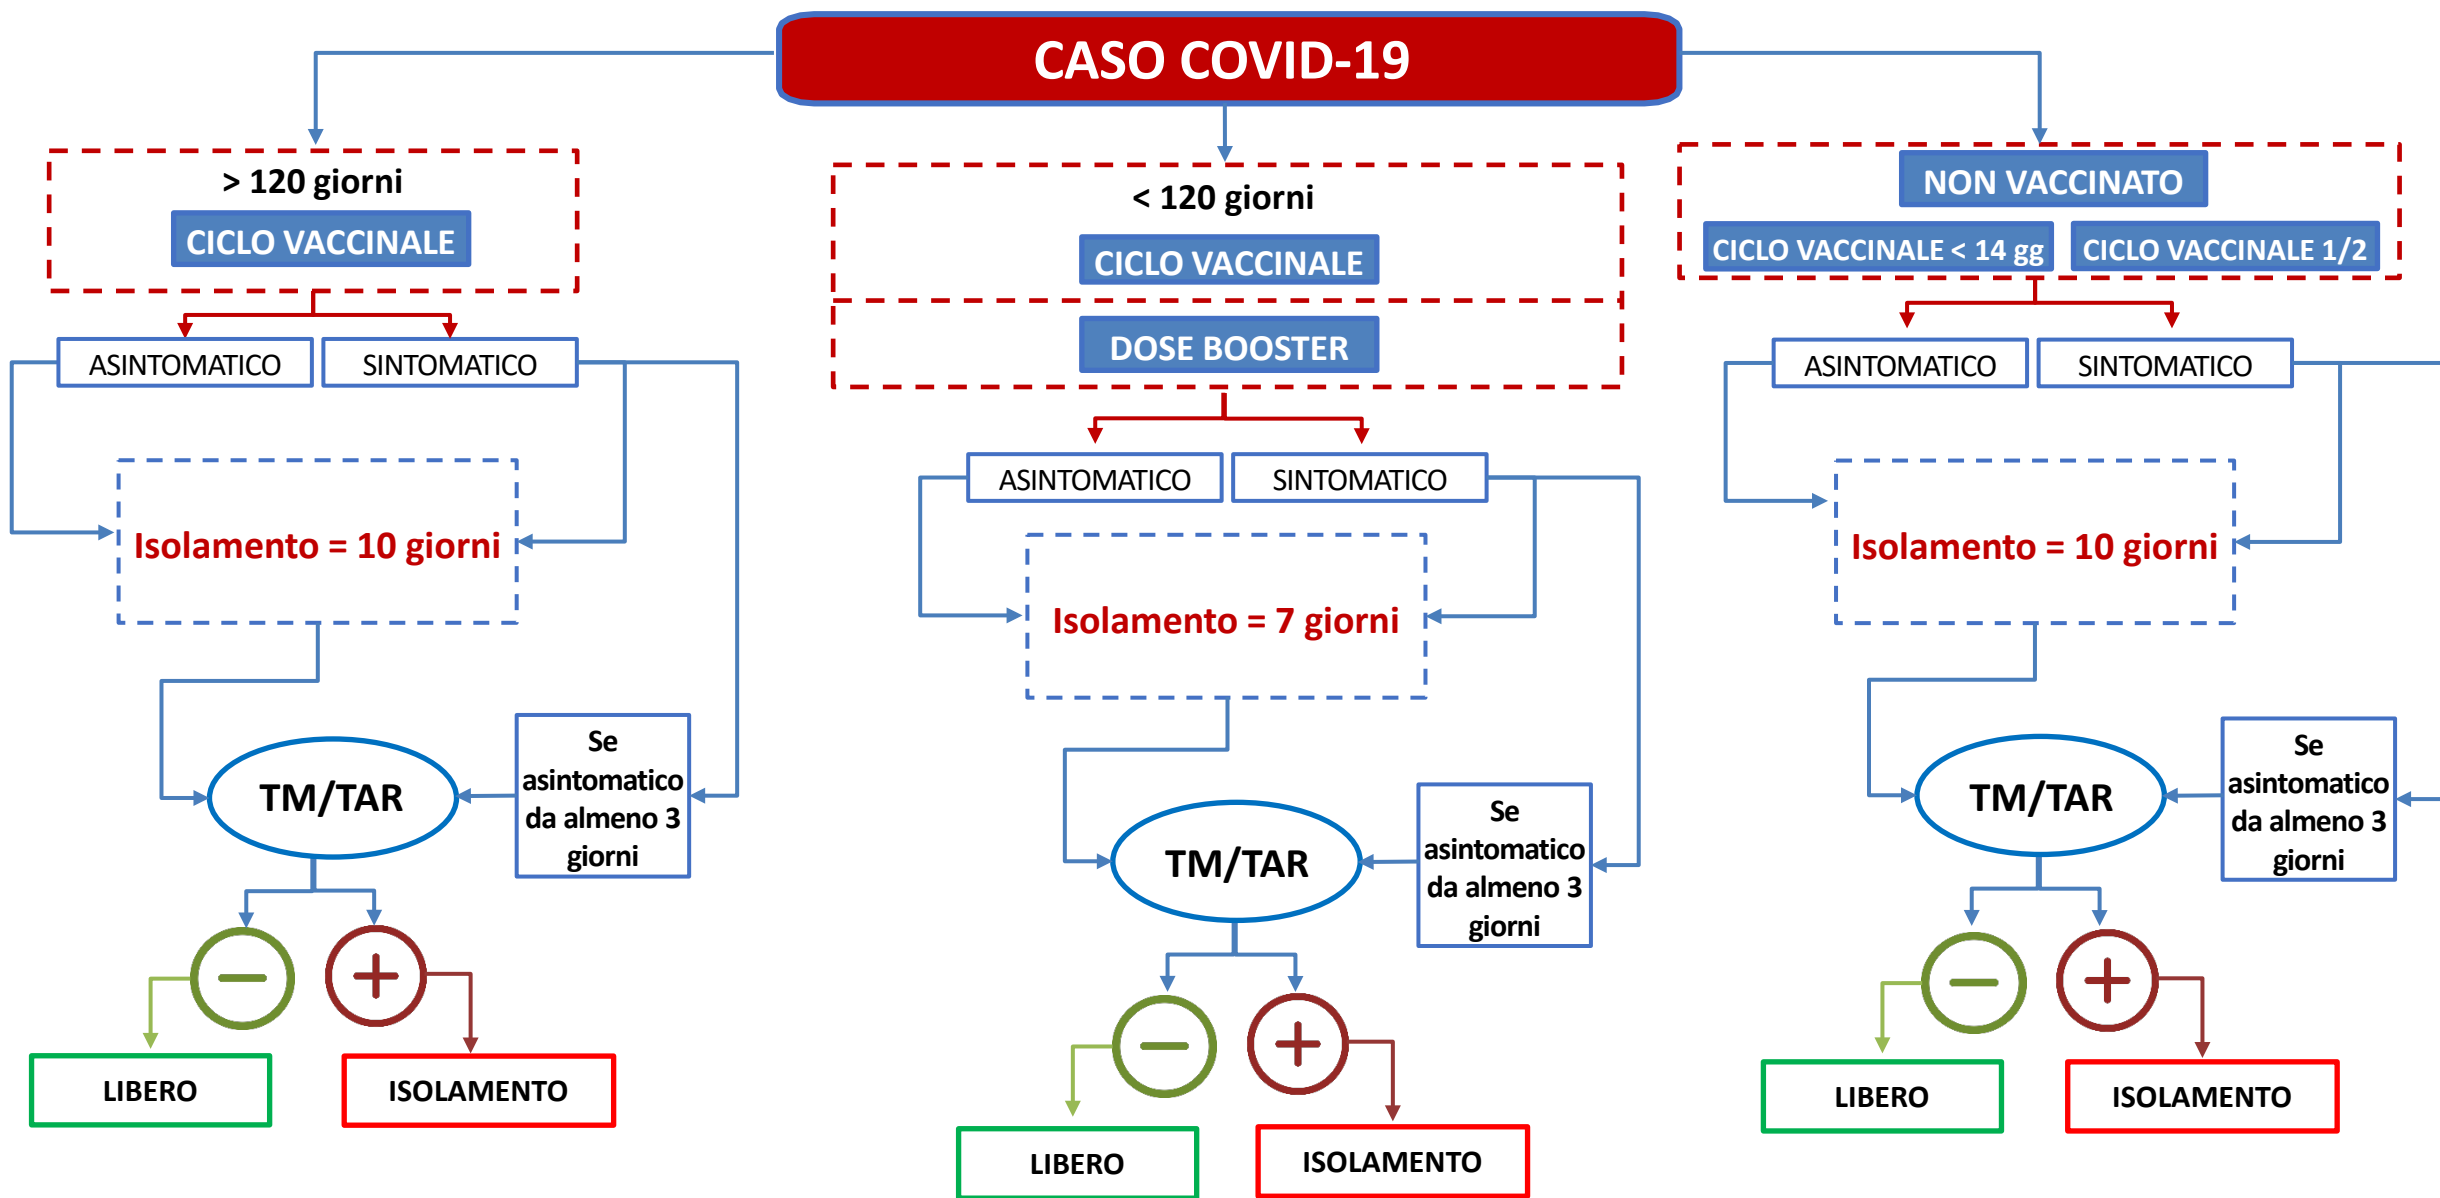 CASO COVID-19
> 120 giorni
CICLO VACCINALE
ASINTOMATICO
SINTOMATICO
Isolamento = 10 giorni
Se
asintomatico
da almeno 3
giorni
TM/TAR
LIBERO
ISOLAMENTO
< 120 giorni
CICLO VACCINALE
DOSE BOOSTER
ASINTOMATICO
SINTOMATICO
Isolamento = 7 giorni
Se
asintomatico
da almeno 3
giorni
TM/TAR
LIBERO
ISOLAMENTO
NON VACCINATO
CICLO VACCINALE < 14 gg
CICLO VACCINALE 1/2
ASINTOMATICO
SINTOMATICO
Isolamento = 10 giorni
Se
asintomatico
da almeno 3
giorni
TM/TAR
LIBERO
ISOLAMENTO